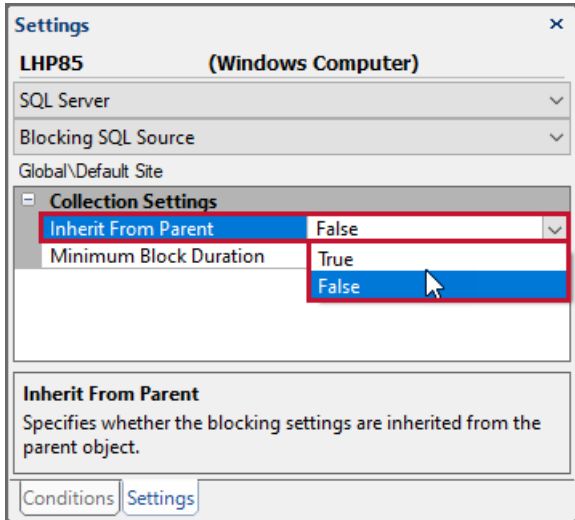 Settings
LHP85 (Windows Computer)
SQL Server
Blocking SQL Source
Global\Default Site
Collection Settings
Inherit From Parent False
Minimum Block Duration True
False
Inherit From Parent
Specifies whether the blocking settings are inherited from the
parent object.
Conditions Settings